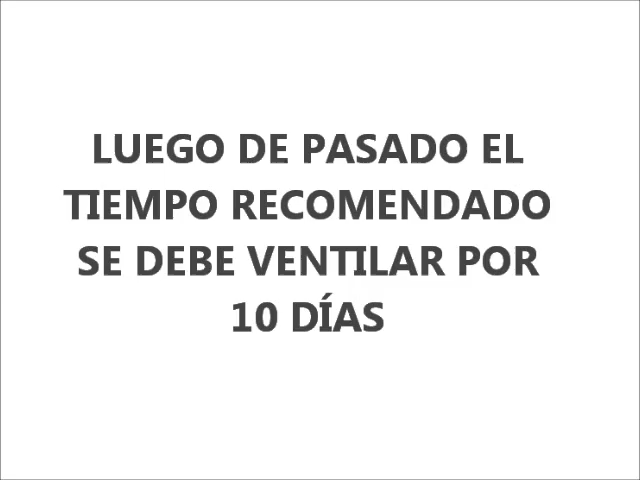 LUEGO DE PASADO EL
TIEMPO RECOMENDADO
SE DEBE VENTILAR POR
10 DÍAS